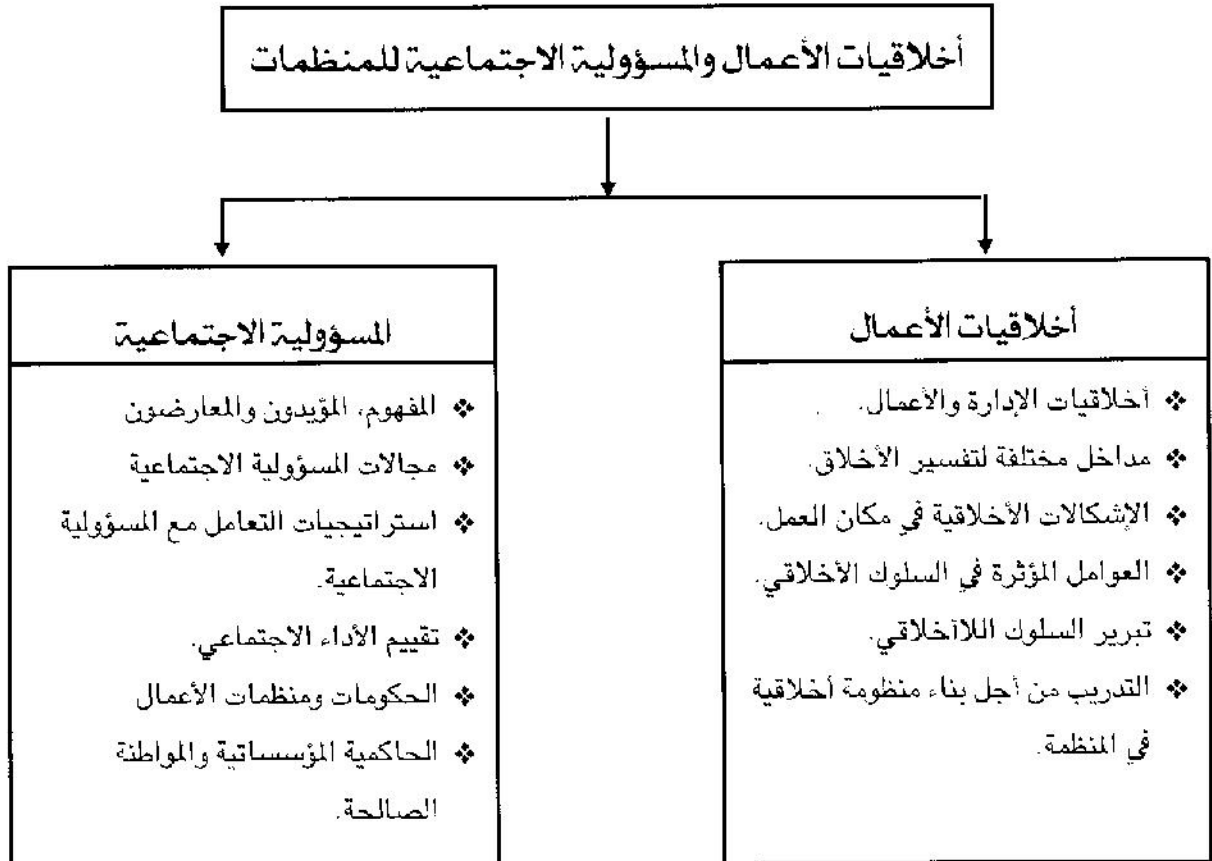 أخلاقيات الأعمال والمسؤولية الاجتماعية للمنظمات
أخلاقيات الأعمال
❖ أخلاقيات الإدارة والأعمال.
❖ مداخل مختلفة لتفسير الأخلاق.
❖ الإشكالات الأخلاقية في مكان العمل.
❖ العوامل المؤثرة في السلوك الأخلاقي.
❖ تبرير السلوك اللاأخلاقي.
❖ التدريب من أجل بناء منظومة أخلاقية
في المنظمة.
المسؤولية الاجتماعية
❖ المفهوم، المؤيدون والمعارضون
❖ مجالات المسؤولية الاجتماعية
❖ استراتيجيات التعامل مع المسؤولية
الاجتماعية.
❖ تقييم الأداء الاجتماعي.
❖ الحكومات ومنظمات الأعمال
❖ الحاكمية المؤسساتية والمواطنة
الصالحة.